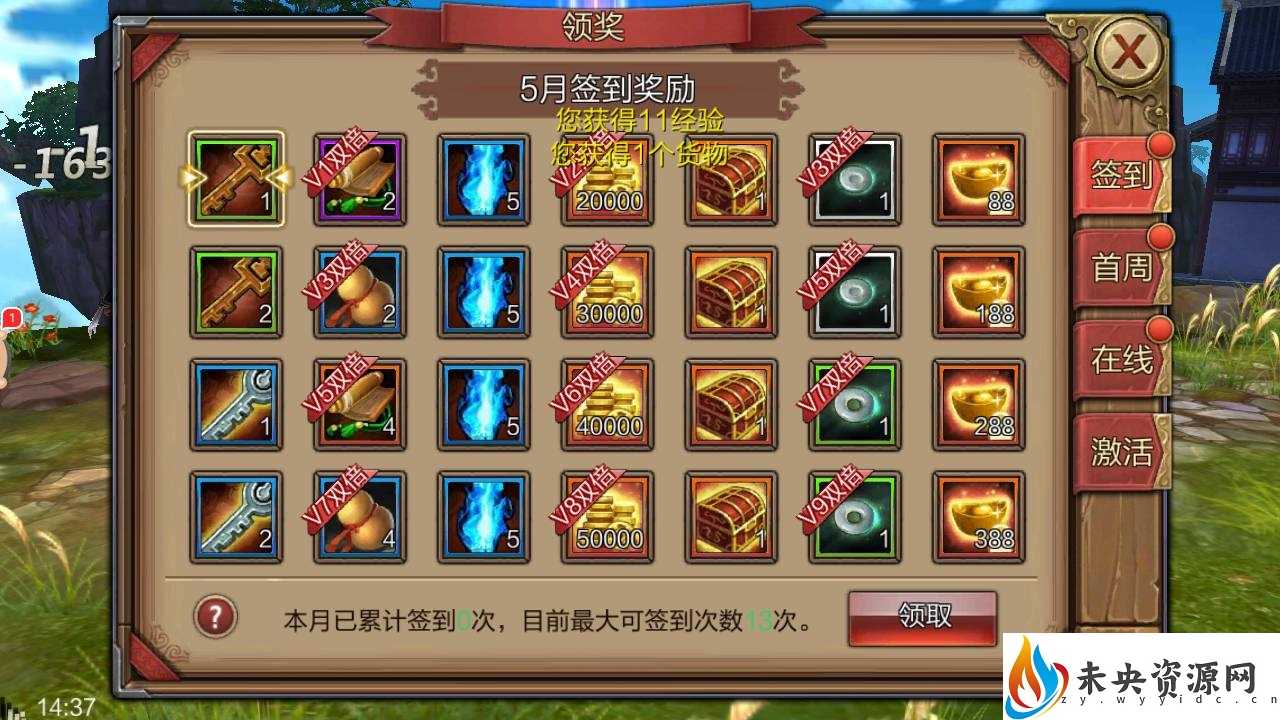 领奖
5月签到奖励
您获得11经验
您获得1个货物
-163
1
1
V1双倍
2
5
V2
20000
1
V3双倍
1
88
2
V3双倍
2
5
V4双倍
30000
1
V5双倍
1
188
1
V5双倍
4
5
V6双倍
40000
1
V7双倍
1
288
2
V7双倍
4
5
V8双倍
50000
1
V9双倍
1
388
签到
首周
在线
激活
1
?
本月已累计签到0次，目前最大可签到次数13次。
领取
14:37
未央资源网
zy.wyyidc.cn